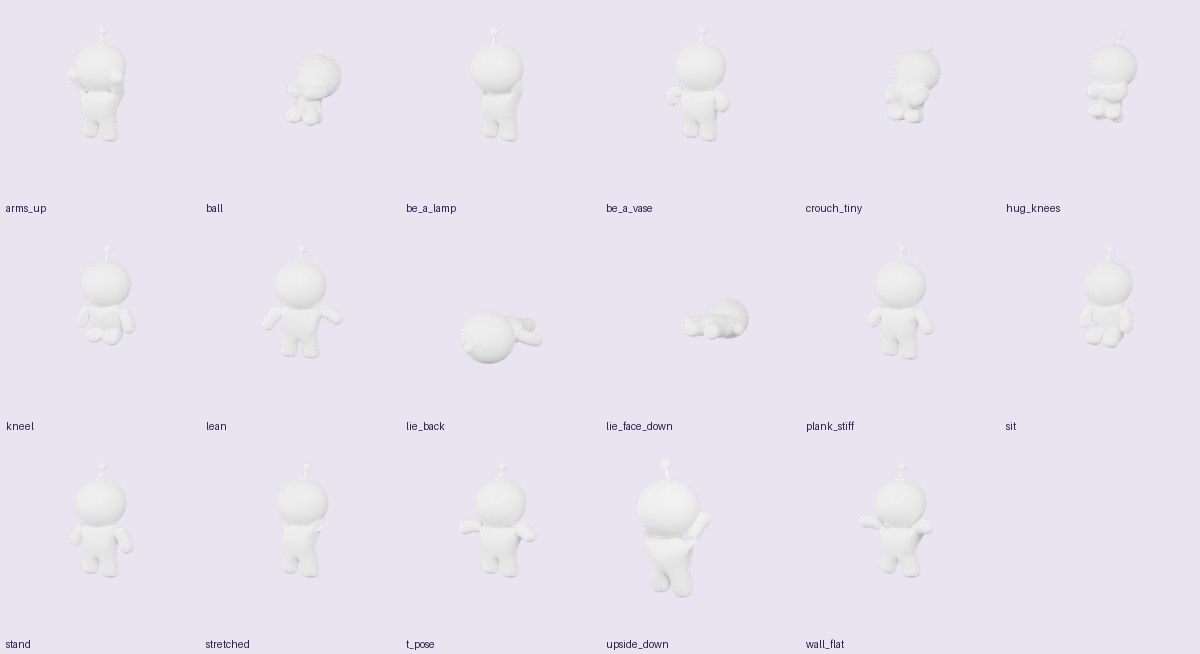 arms_up
ball
be_a_lamp
be_a_vase
crouch_tiny
hug_knees
kneel
lean
lie_back
lie_face_down
plank_stiff
sit
stand
stretched
t_pose
upside_down
wall_flat